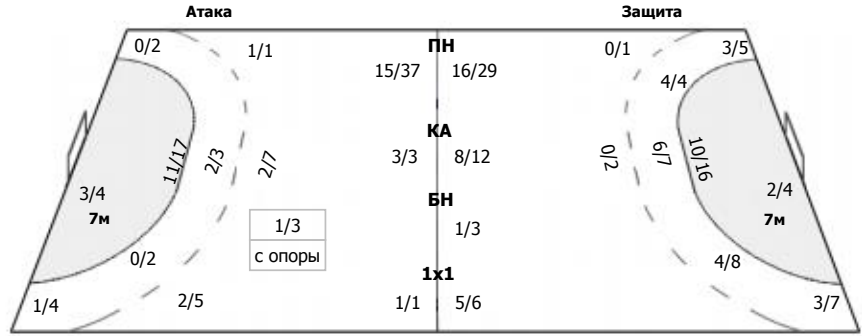 Атака Защита
0/2 1/1 ПН 0/1 3/5
15/37 16/29
4/4
КА
11/17 2/3 2/7 3/3 8/12 0/2 6/7 10/16
3/4 2/4
7м 7м
БН
1/3 1/3
с опоры
0/2 4/8
1x1
1/4 2/5 1/1 5/6 3/7